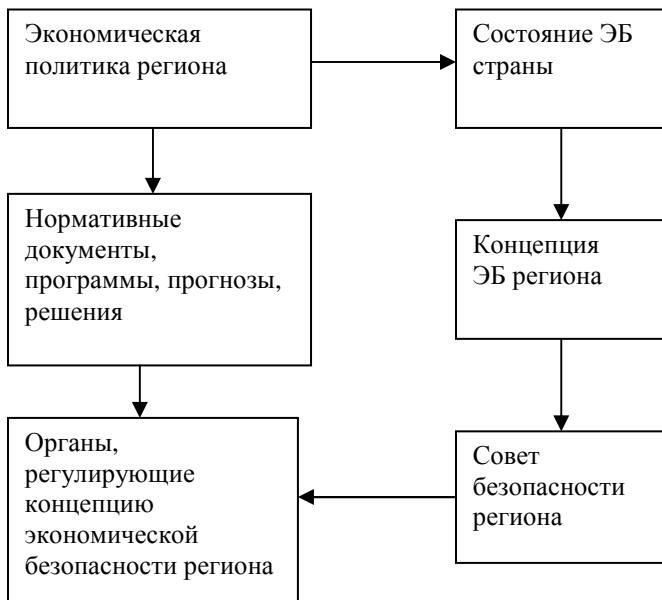 Экономическая
политика региона
Состояние ЭБ
страны
Нормативные
документы,
программы, прогнозы,
решения
Концепция
ЭБ региона
Органы,
регулирующие
концепцию
экономической
безопасности региона
Совет
безопасности
региона